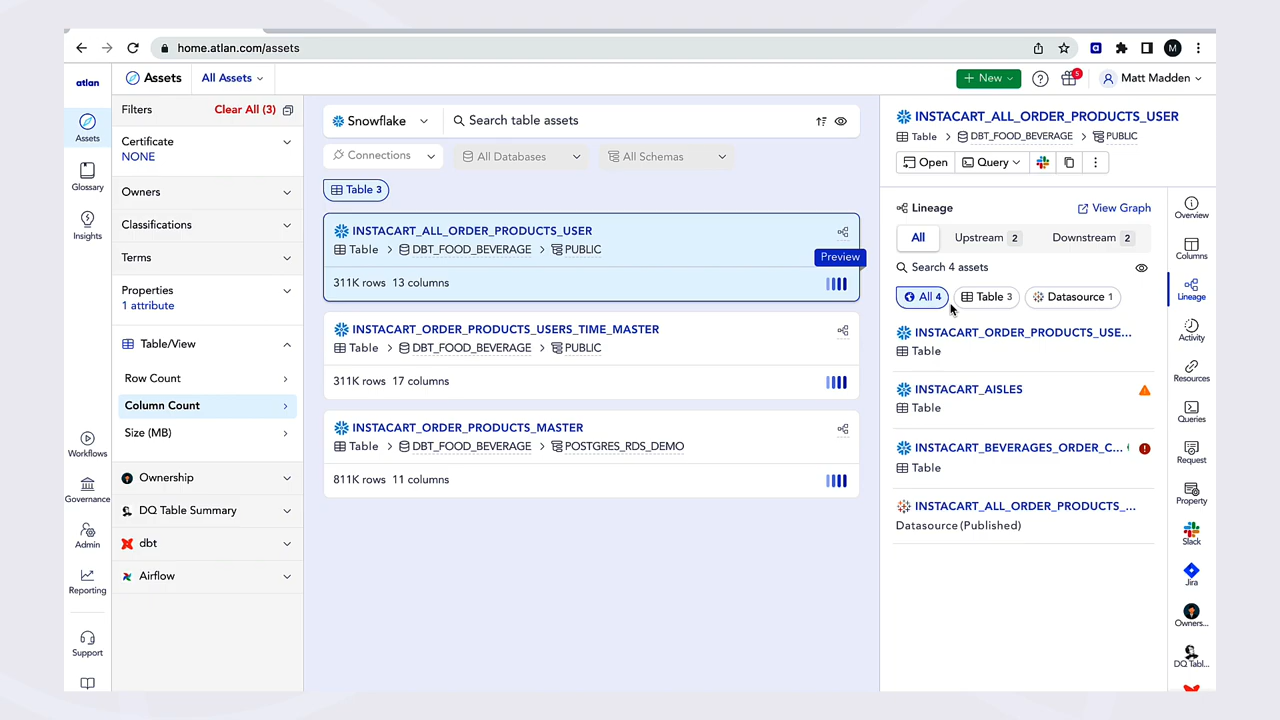 home.atlan.com/assets
M
atlan
Assets
All Assets
New
5
Matt Madden
Assets
Glossary
Insights
Workflows
Governance
Admin
Reporting
Support
Filters
Clear All (3)
Certificate
NONE
Owners
Classifications
Terms
Properties
1 attribute
Table/View
Row Count
Column Count
Size (MB)
Ownership
DQ Table Summary
dbt
Airflow
Snowflake
Search table assets
Connections
All Databases
All Schemas
Table 3
INSTACART_ALL_ORDER_PRODUCTS_USER
Table > DBT_FOOD_BEVERAGE > PUBLIC
Preview
311K rows 13 columns
INSTACART_ORDER_PRODUCTS_USERS_TIME_MASTER
Table > DBT_FOOD_BEVERAGE > PUBLIC
311K rows 17 columns
INSTACART_ORDER_PRODUCTS_MASTER
Table > DBT_FOOD_BEVERAGE > POSTGRES_RDS_DEMO
811K rows 11 columns
INSTACART_ALL_ORDER_PRODUCTS_USER
Table > DBT_FOOD_BEVERAGE > PUBLIC
Open
Query
Lineage
View Graph
All
Upstream 2
Downstream 2
Search 4 assets
All 4
Table 3
Datasource 1
INSTACART_ORDER_PRODUCTS_USE...
Table
INSTACART_AISLES
Table
INSTACART_BEVERAGES_ORDER_C...
Table
INSTACART_ALL_ORDER_PRODUCTS_...
Datasource (Published)
Overview
Columns
Lineage
Activity
Resources
Queries
Request
Property
Slack
Jira
Owners...
DQ Tabl...